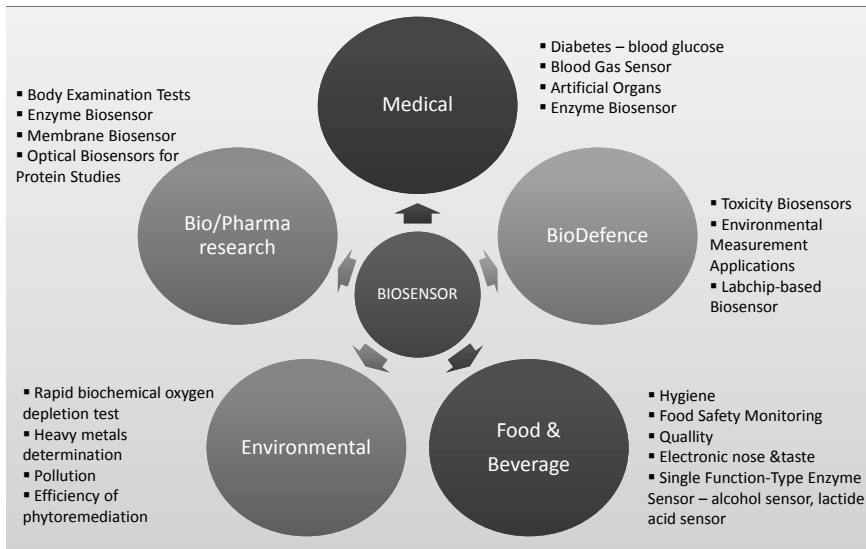 Medical
▪ Diabetes – blood glucose
▪ Blood Gas Sensor
▪ Artificial Organs
▪ Enzyme Biosensor
▪ Body Examination Tests
▪ Enzyme Biosensor
▪ Membrane Biosensor
▪ Optical Biosensors for
Protein Studies
Bio/Pharma
research
BioDefence
▪ Toxicity Biosensors
▪ Environmental
Measurement
Applications
▪ Labchip-based
Biosensor
BIOSENSOR
▪ Rapid biochemical oxygen
depletion test
▪ Heavy metals
determination
▪ Pollution
▪ Efficiency of
phytoremediation
Environmental
Food &
Beverage
▪ Hygiene
▪ Food Safety Monitoring
▪ Quallity
▪ Electronic nose &taste
▪ Single Function-Type Enzyme
Sensor – alcohol sensor, lactide
acid sensor